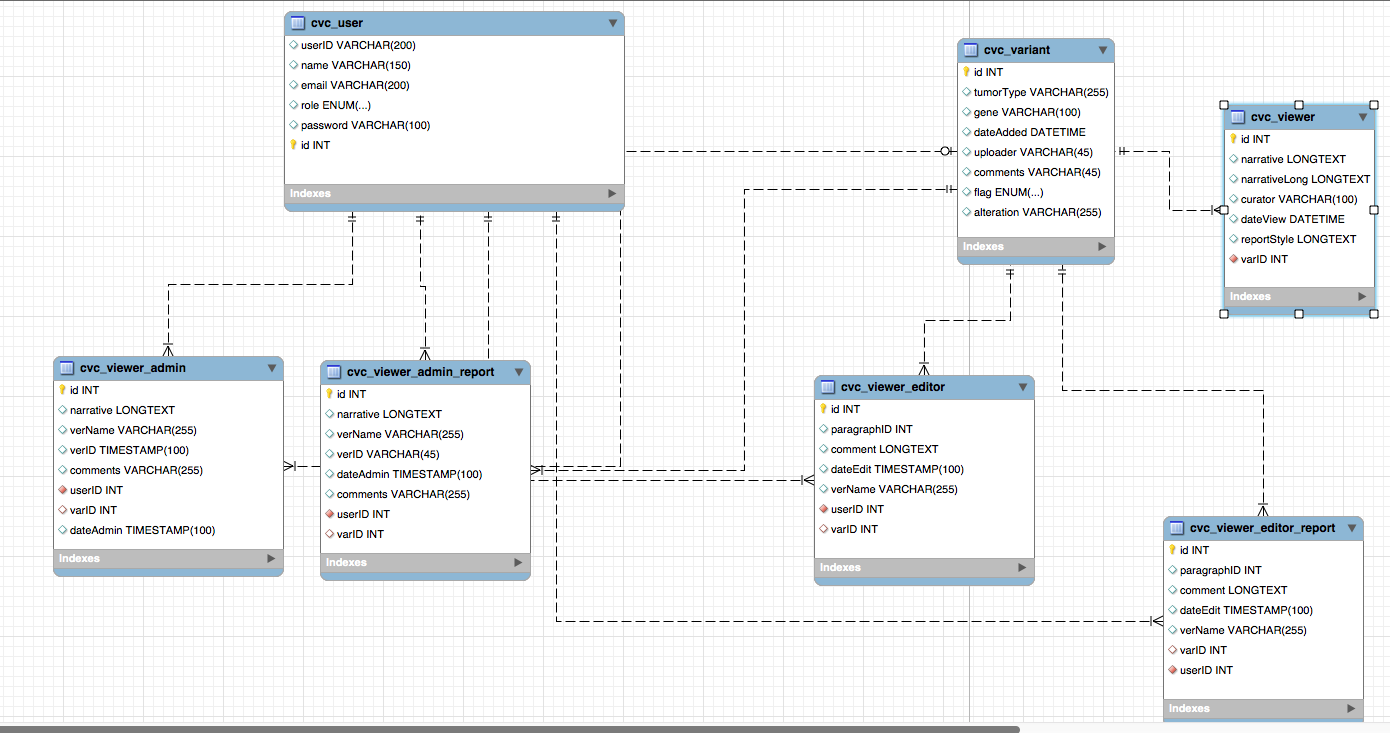 cvc_user
userID VARCHAR(200)
name VARCHAR(150)
email VARCHAR(200)
role ENUM(...)
password VARCHAR(100)
id INT
Indexes
cvc_variant
id INT
tumorType VARCHAR(255)
gene VARCHAR(100)
dateAdded DATETIME
uploader VARCHAR(45)
comments VARCHAR(45)
flag ENUM(...)
alteration VARCHAR(255)
Indexes
cvc_viewer
id INT
narrative LONGTEXT
narrativeLong LONGTEXT
curator VARCHAR(100)
dateView DATETIME
reportStyle LONGTEXT
varID INT
Indexes
cvc_viewer_admin
id INT
narrative LONGTEXT
verName VARCHAR(255)
verID TIMESTAMP(100)
comments VARCHAR(255)
userID INT
varID INT
dateAdmin TIMESTAMP(100)
Indexes
cvc_viewer_admin_report
id INT
narrative LONGTEXT
verName VARCHAR(255)
verID VARCHAR(45)
dateAdmin TIMESTAMP(100)
comments VARCHAR(255)
userID INT
varID INT
Indexes
cvc_viewer_editor
id INT
paragraphID INT
comment LONGTEXT
dateEdit TIMESTAMP(100)
verName VARCHAR(255)
userID INT
varID INT
Indexes
cvc_viewer_editor_report
id INT
paragraphID INT
comment LONGTEXT
dateEdit TIMESTAMP(100)
verName VARCHAR(255)
varID INT
userID INT
Indexes